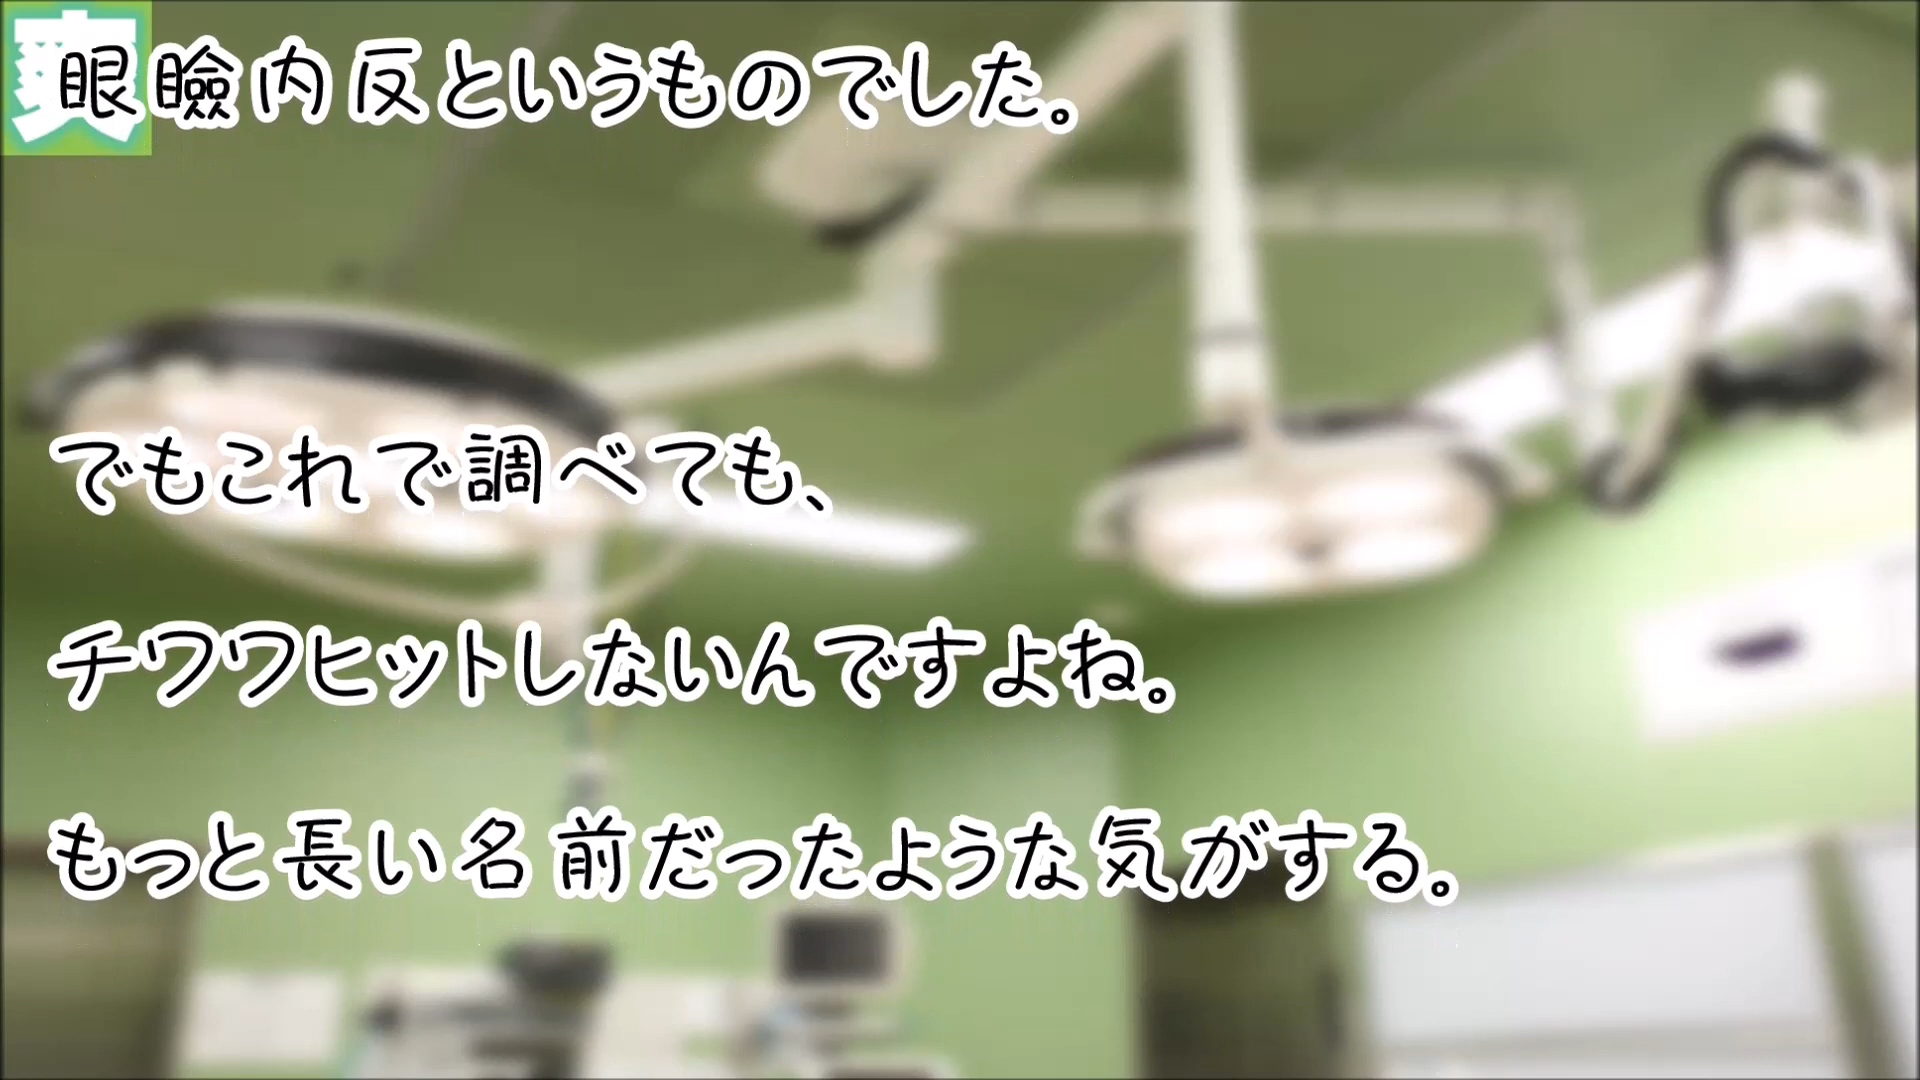 爽
眼瞼内反というものでした。
でもこれで調べても、
チワワヒットしないんですよね。
もっと長い名前だったような気がする。